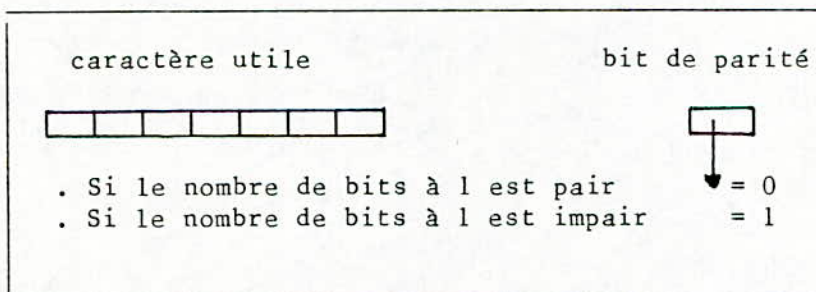 caractère utile bit de parité
. Si le nombre de bits à 1 est pair = 0
. Si le nombre de bits à 1 est impair = 1